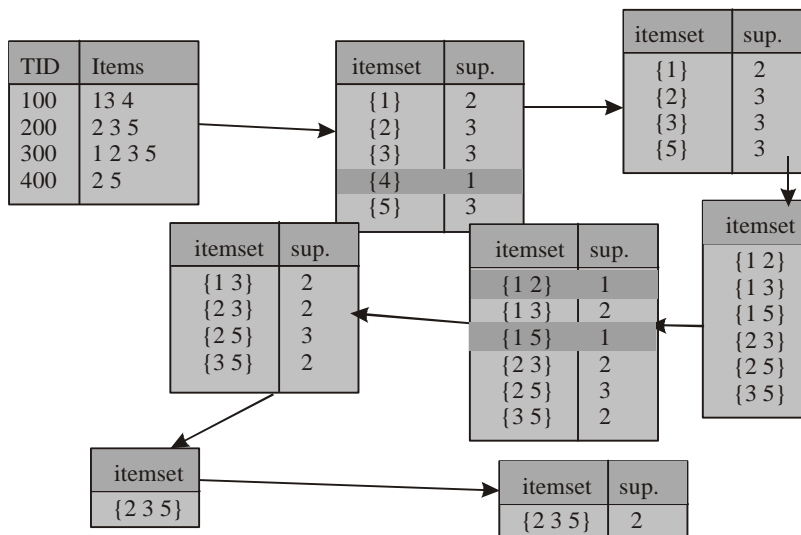 TID Items
100 13 4
200 2 3 5
300 1 2 3 5
400 2 5
itemset sup.
{1} 2
{2} 3
{3} 3
{4} 1
{5} 3
itemset sup.
{1} 2
{2} 3
{3} 3
{5} 3
itemset
{1 2}
{1 3}
{1 5}
{2 3}
{2 5}
{3 5}
itemset sup.
{1 2} 1
{1 3} 2
{1 5} 1
{2 3} 2
{2 5} 3
{3 5} 2
itemset sup.
{1 3} 2
{2 3} 2
{2 5} 3
{3 5} 2
itemset
{2 3 5}
itemset sup.
{2 3 5} 2